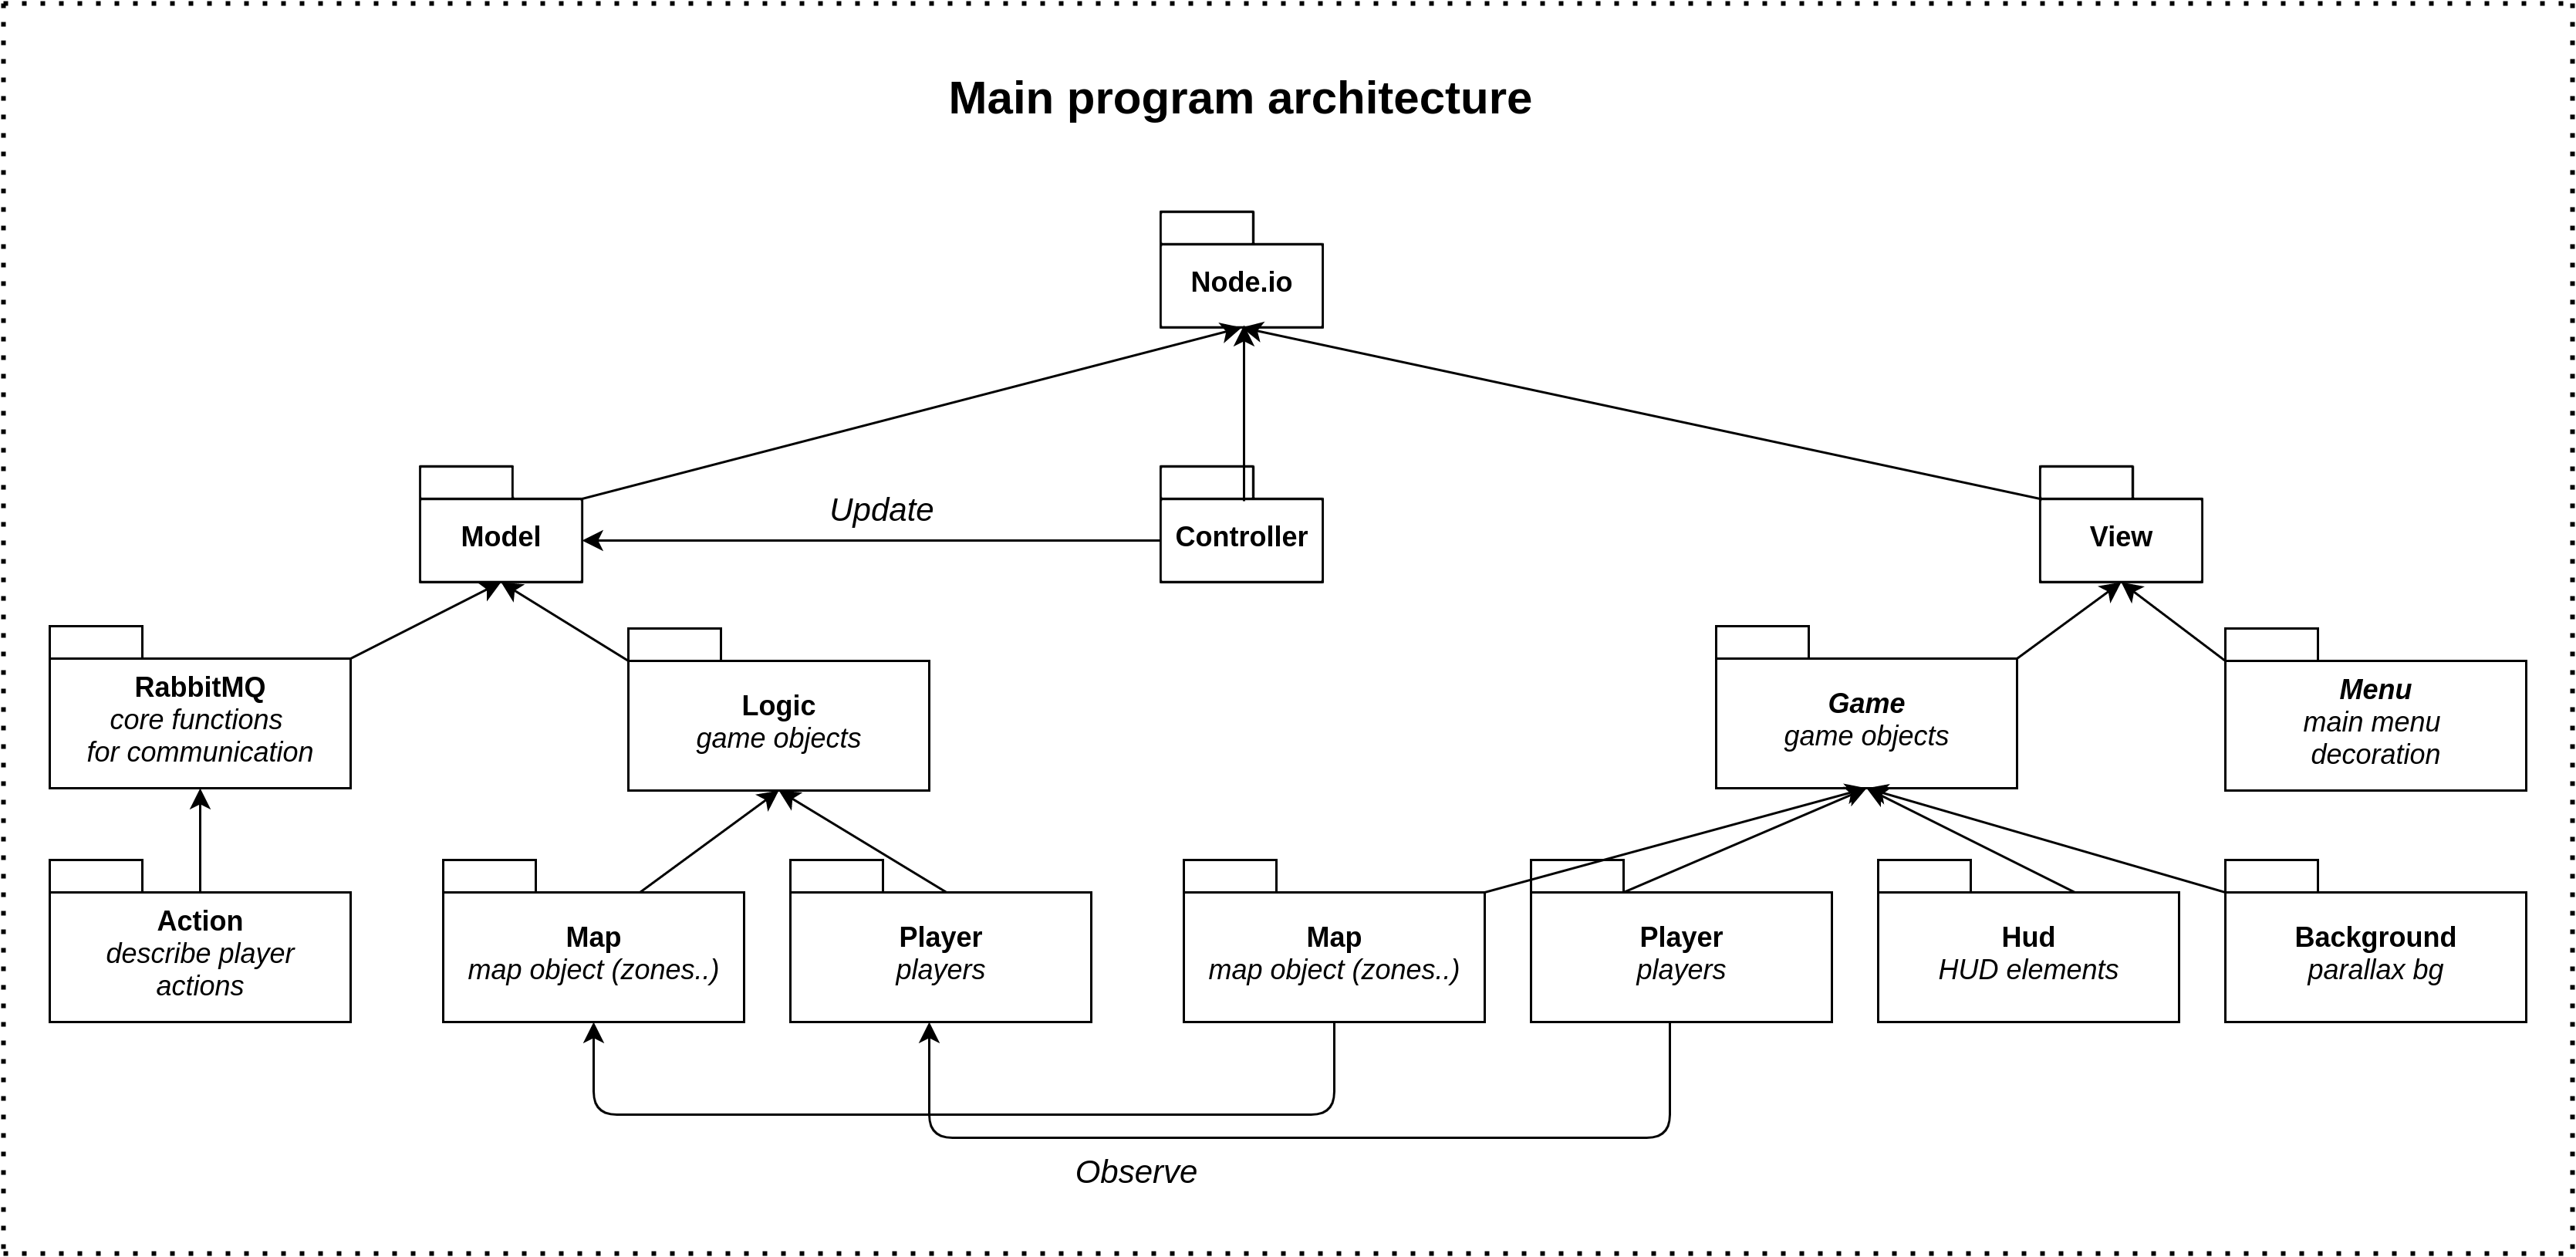 Main program architecture
Node.io
Update
Model
Controller
View
RabbitMQ
core functions
for communication
Logic
game objects
Game
game objects
Menu
main menu
decoration
Action
describe player
actions
Map
map object (zones..)
Player
players
Map
map object (zones..)
Player
players
Hud
HUD elements
Background
parallax bg
Observe